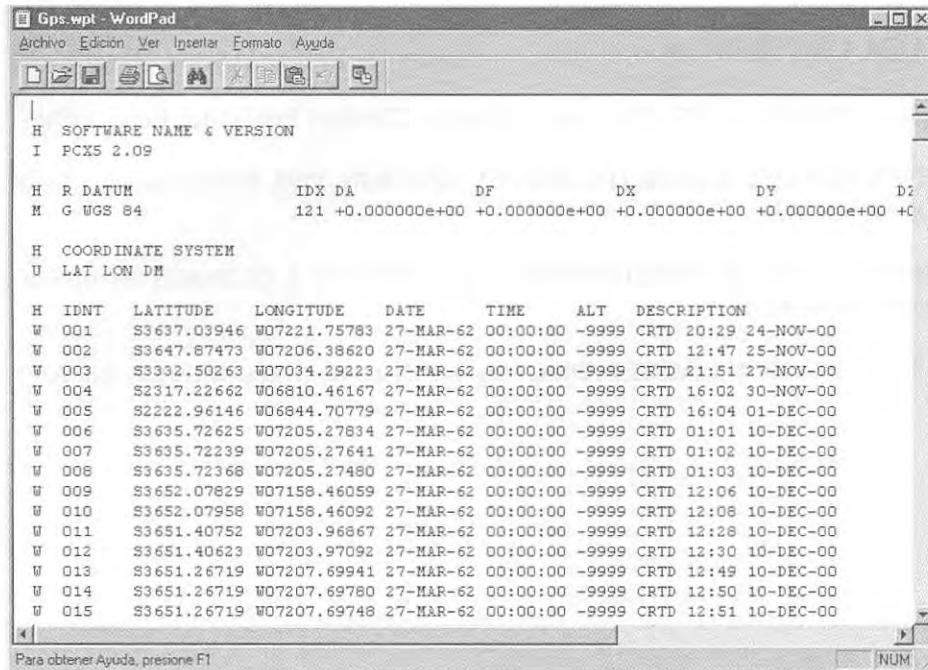 Gps.wpt - WordPad
Archivo Edición Ver Insertar Formato Ayuda
H SOFTWARE NAME & VERSION
I PCX5 2.09
H R DATUM IDX DA DF DX DY DZ
M G WGS 84 121 +0.000000e+00 +0.000000e+00 +0.000000e+00 +0.000000e+00 +0
H COORDINATE SYSTEM
U LAT LON DM
H IDNT LATITUDE LONGITUDE DATE TIME ALT DESCRIPTION
W 001 S3637.03946 W07221.75783 27-MAR-62 00:00:00 -9999 CRTD 20:29 24-NOV-00
W 002 S3647.87473 W07206.38620 27-MAR-62 00:00:00 -9999 CRTD 12:47 25-NOV-00
W 003 S3332.50263 W07034.29223 27-MAR-62 00:00:00 -9999 CRTD 21:51 27-NOV-00
W 004 S2317.22662 W06810.46167 27-MAR-62 00:00:00 -9999 CRTD 16:02 30-NOV-00
W 005 S2222.96146 W06844.70779 27-MAR-62 00:00:00 -9999 CRTD 16:04 01-DEC-00
W 006 S3635.72625 W07205.27834 27-MAR-62 00:00:00 -9999 CRTD 01:01 10-DEC-00
W 007 S3635.72239 W07205.27641 27-MAR-62 00:00:00 -9999 CRTD 01:02 10-DEC-00
W 008 S3635.72368 W07205.27480 27-MAR-62 00:00:00 -9999 CRTD 01:03 10-DEC-00
W 009 S3652.07829 W07158.46059 27-MAR-62 00:00:00 -9999 CRTD 12:06 10-DEC-00
W 010 S3652.07958 W07158.46092 27-MAR-62 00:00:00 -9999 CRTD 12:08 10-DEC-00
W 011 S3651.40752 W07203.96867 27-MAR-62 00:00:00 -9999 CRTD 12:28 10-DEC-00
W 012 S3651.40623 W07203.97092 27-MAR-62 00:00:00 -9999 CRTD 12:30 10-DEC-00
W 013 S3651.26719 W07207.69941 27-MAR-62 00:00:00 -9999 CRTD 12:49 10-DEC-00
W 014 S3651.26719 W07207.69780 27-MAR-62 00:00:00 -9999 CRTD 12:50 10-DEC-00
W 015 S3651.26719 W07207.69748 27-MAR-62 00:00:00 -9999 CRTD 12:51 10-DEC-00
Para obtener Ayuda, presione F1
NUM